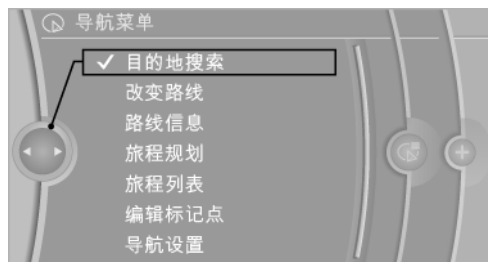 导航菜单
目的地搜索
改变路线
路线信息
旅程规划
旅程列表
编辑标记点
导航设置